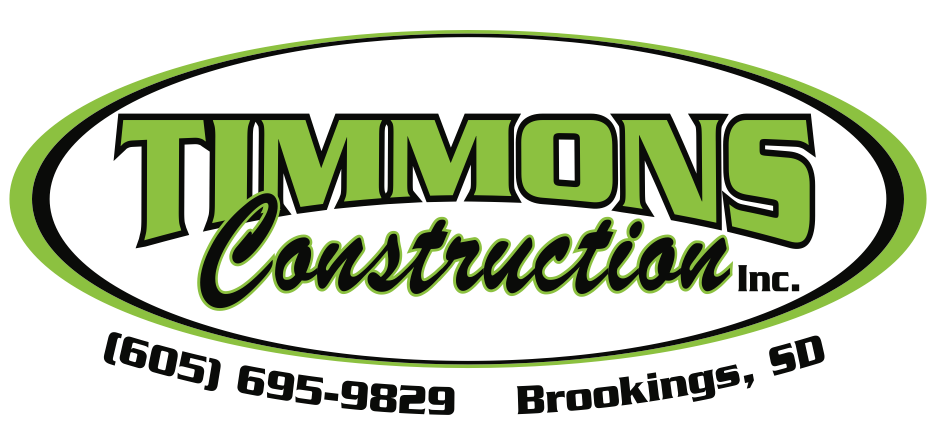 TIMMONS
Construction Inc.
(605) 695-9829 Brookings, SD